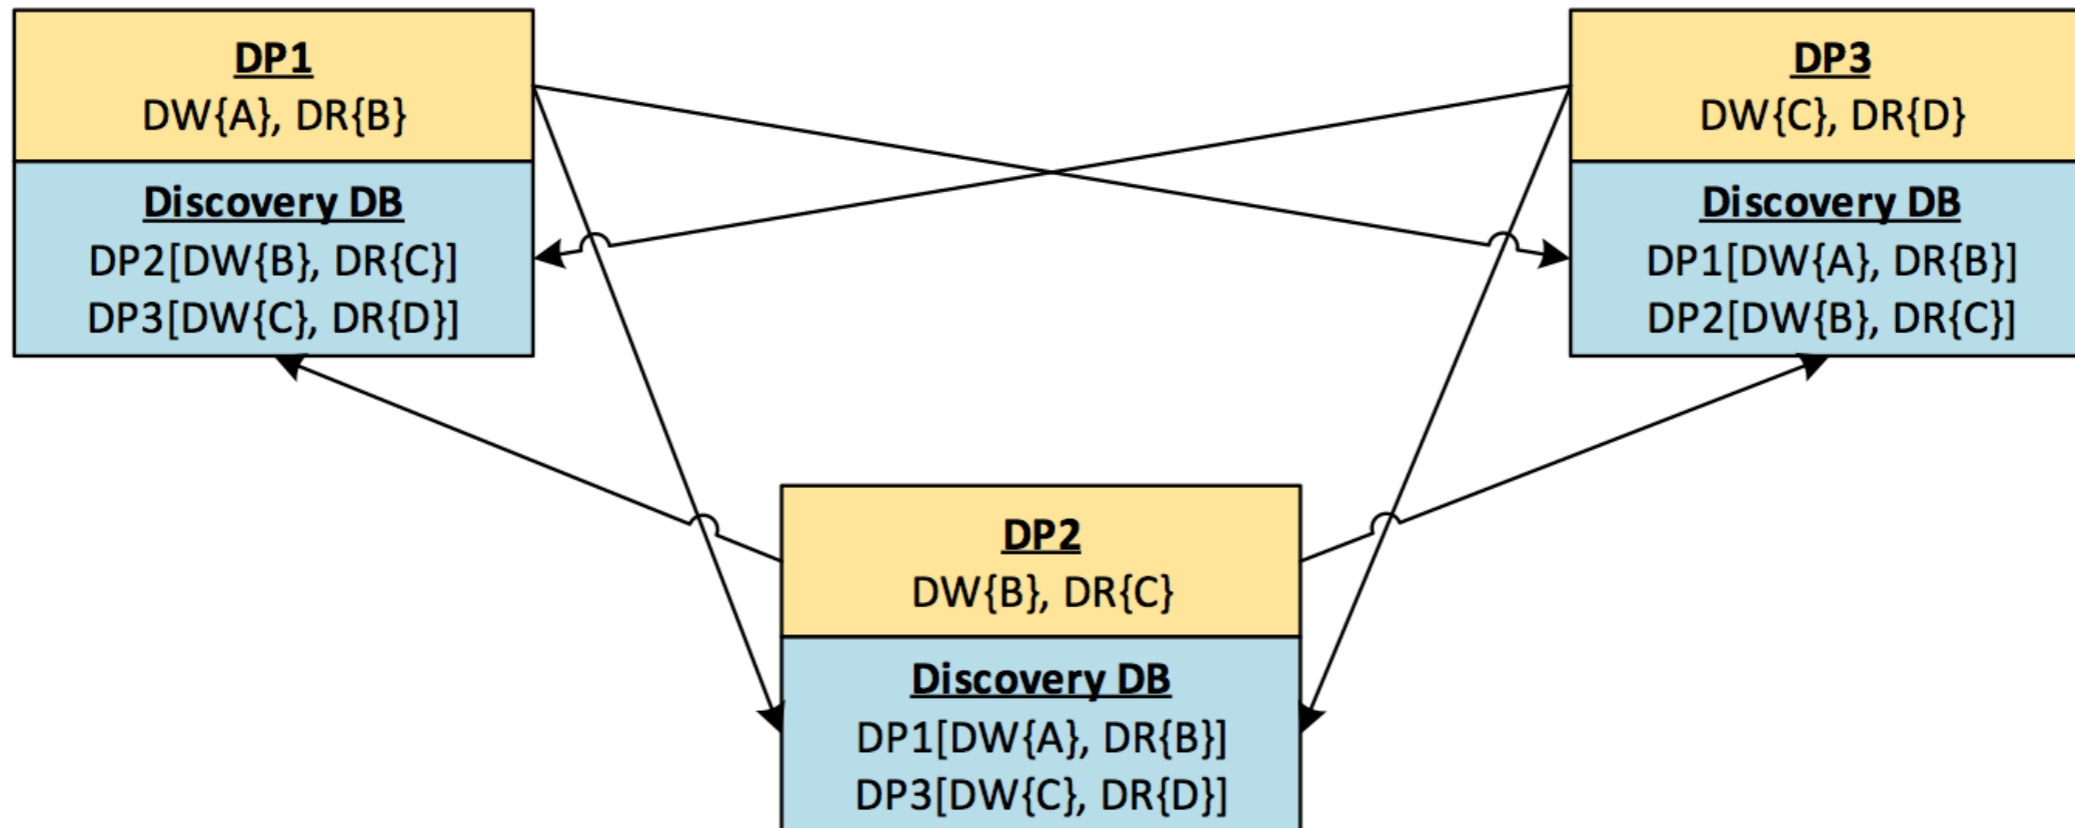 DP1
DW{A}, DR{B}
Discovery DB
DP2[DW{B}, DR{C}]
DP3[DW{C}, DR{D}]
DP3
DW{C}, DR{D}
Discovery DB
DP1[DW{A}, DR{B}]
DP2[DW{B}, DR{C}]
DP2
DW{B}, DR{C}
Discovery DB
DP1[DW{A}, DR{B}]
DP3[DW{C}, DR{D}]